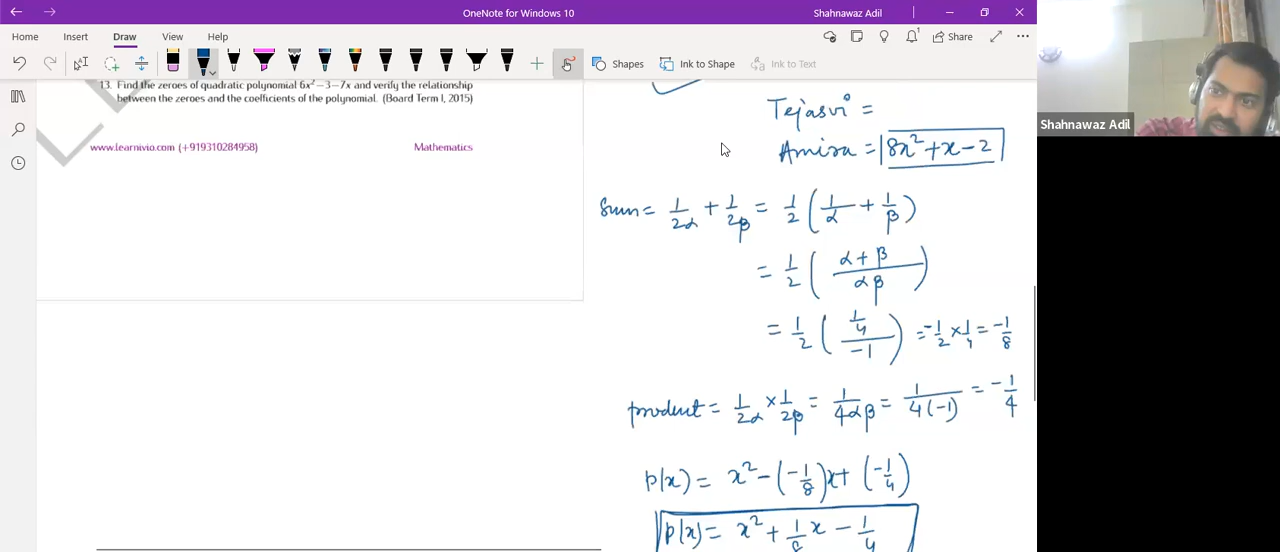 OneNote for Windows 10
Shahnawaz Adil
Home Insert Draw View Help
Share
Shapes Ink to Shape Ink to Text
13. Find the zeroes of quadratic polynomial 6x² – 3 – 7x and verify the relationship
between the zeroes and the coefficients of the polynomial. (Board Term I, 2015)
www.learnivio.com (+919310284958) Mathematics
Tejasvi =
Amira = 8x² + x - 2
Sum = 1/2α + 1/2β = 1/2 (1/α + 1/β)
= 1/2 (α + β / αβ)
= 1/2 (1/4 / -1) = -1/2 × 1/4 = -1/8
product = 1/2α × 1/2β = 1/4αβ = 1/4(-1) = -1/4
p(x) = x² - (-1/8)x + (-1/4)
p(x) = x² + 1/8 x - 1/4
Shahnawaz Adil